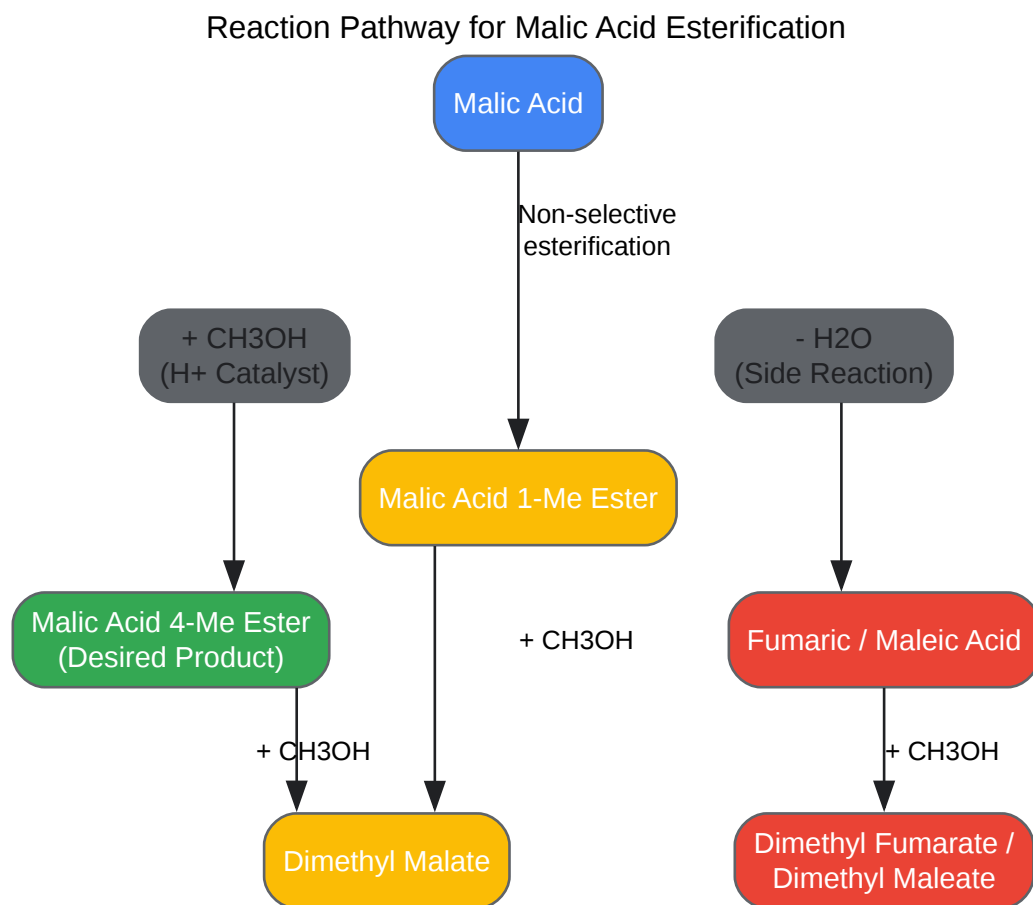 Reaction Pathway for Malic Acid Esterification
Malic Acid
Non-selective
esterification
+ CH3OH
(H+ Catalyst)
- H2O
(Side Reaction)
Malic Acid 1-Me Ester
Malic Acid 4-Me Ester
(Desired Product)
+ CH3OH
Fumaric / Maleic Acid
+ CH3OH
+ CH3OH
Dimethyl Malate
Dimethyl Fumarate /
Dimethyl Maleate